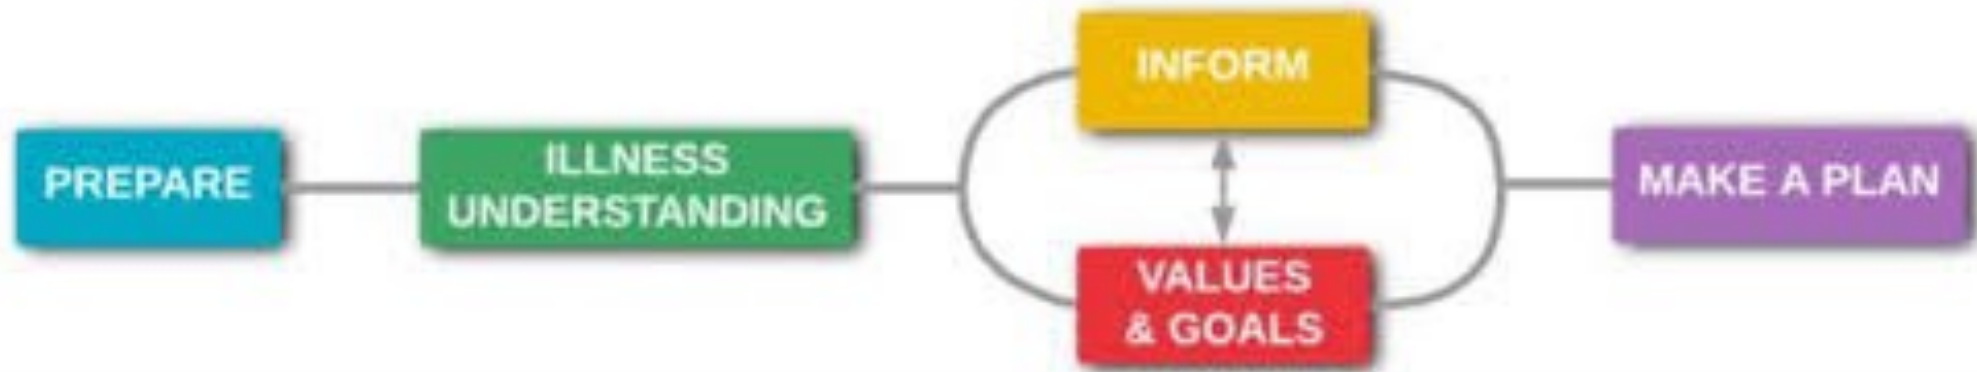 PREPARE
ILLNESS
UNDERSTANDING
INFORM
VALUES
& GOALS
MAKE A PLAN